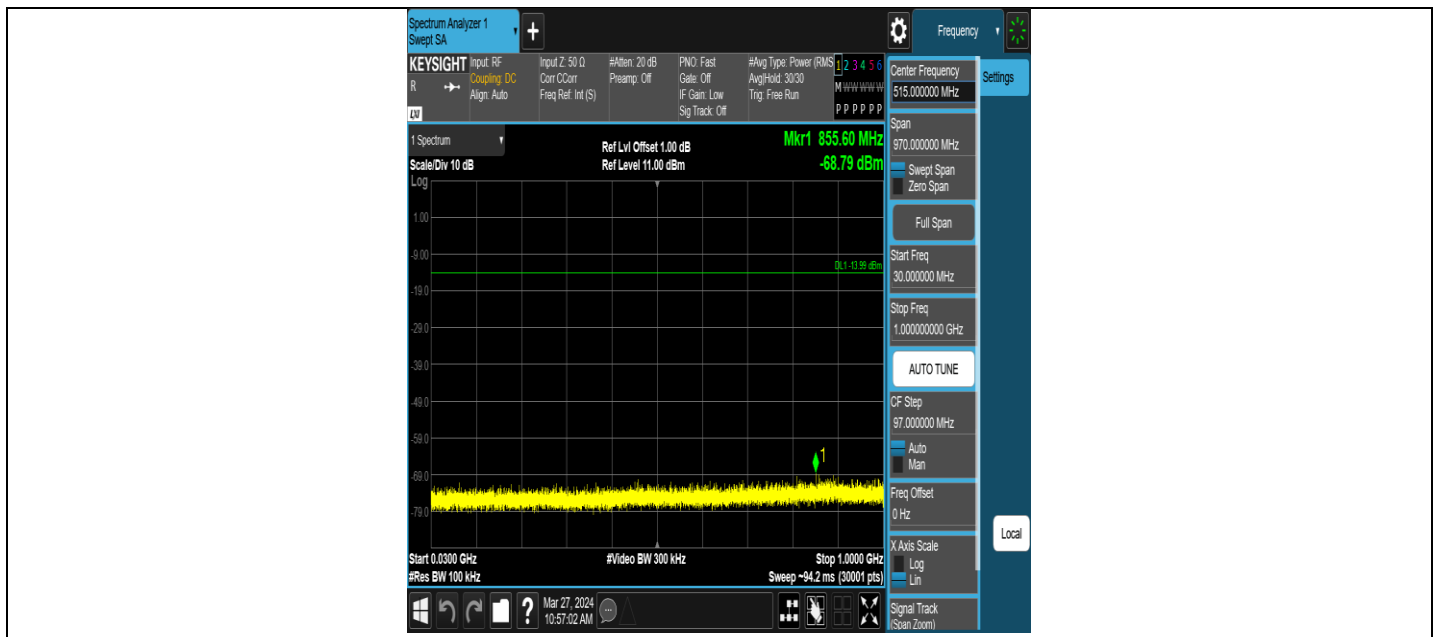 Spectrum Analyzer 1
Swept SA
+
Frequency
KEYSIGHT
R
LXI
Input: RF
Coupling: DC
Align: Auto
Input Z: 50 Ω
Corr CCorr
Freq Ref: Int (S)
#Atten: 20 dB
Preamp: Off
PNO: Fast
Gate: Off
IF Gain: Low
Sig Track: Off
#Avg Type: Power (RMS
Avg|Hold: 30/30
Trig: Free Run
1 2 3 4 5 6
M W W W W W
P P P P P P
1 Spectrum
Scale/Div 10 dB
Log
Ref Lvl Offset 1.00 dB
Ref Level 11.00 dBm
Mkr1 855.60 MHz
-68.79 dBm
1.00
-9.00
DL1 -13.99 dBm
-19.0
-29.0
-39.0
-49.0
-59.0
1
-69.0
-79.0
Start 0.0300 GHz
#Res BW 100 kHz
#Video BW 300 kHz
Stop 1.0000 GHz
Sweep ~94.2 ms (30001 pts)
Center Frequency
515.000000 MHz
Settings
Span
970.000000 MHz
Swept Span
Zero Span
Full Span
Start Freq
30.000000 MHz
Stop Freq
1.000000000 GHz
AUTO TUNE
CF Step
97.000000 MHz
Auto
Man
Freq Offset
0 Hz
Local
X Axis Scale
Log
Lin
Signal Track
(Span Zoom)
?
Mar 27, 2024
10:57:02 AM